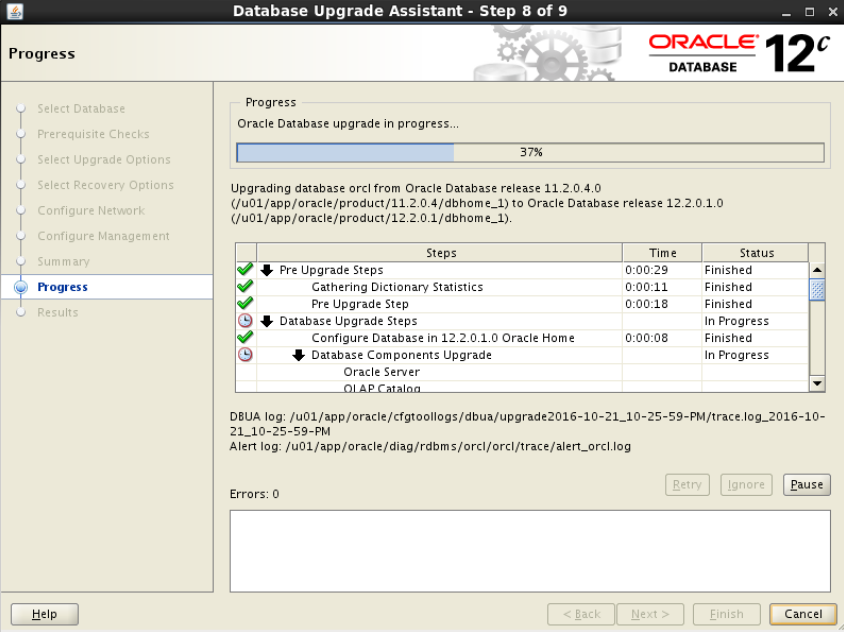 Database Upgrade Assistant - Step 8 of 9
Progress
ORACLE
DATABASE
12c
Select Database
Prerequisite Checks
Select Upgrade Options
Select Recovery Options
Configure Network
Configure Management
Summary
Progress
Results
Progress
Oracle Database upgrade in progress...
37%
Upgrading database orcl from Oracle Database release 11.2.0.4.0
(/u01/app/oracle/product/11.2.0.4/dbhome_1) to Oracle Database release 12.2.0.1.0
(/u01/app/oracle/product/12.2.0.1/dbhome_1).
Steps Time Status
Pre Upgrade Steps 0:00:29 Finished
Gathering Dictionary Statistics 0:00:11 Finished
Pre Upgrade Step 0:00:18 Finished
Database Upgrade Steps In Progress
Configure Database in 12.2.0.1.0 Oracle Home 0:00:08 Finished
Database Components Upgrade In Progress
Oracle Server
OLAP Catalog
DBUA log: /u01/app/oracle/cfgtoollogs/dbua/upgrade2016-10-21_10-25-59-PM/trace.log_2016-10-
21_10-25-59-PM
Alert log: /u01/app/oracle/diag/rdbms/orcl/orcl/trace/alert_orcl.log
Retry Ignore Pause
Errors: 0
Help < Back Next > Finish Cancel